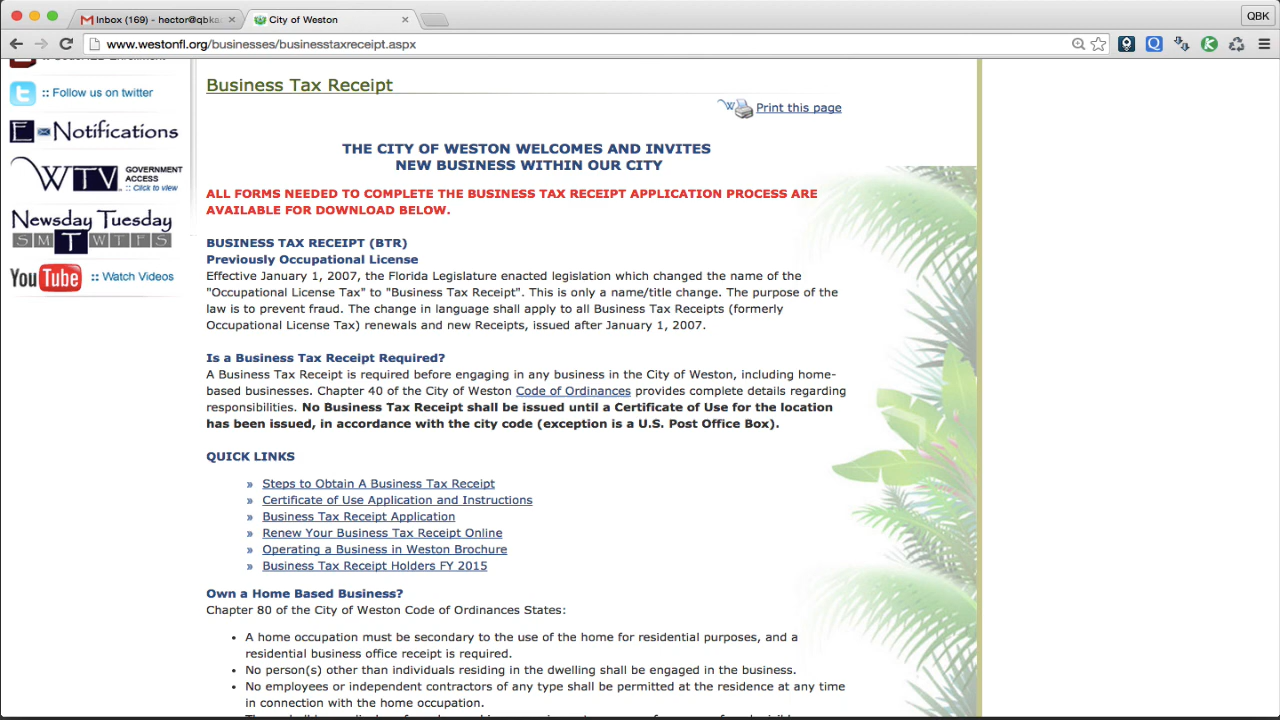 Inbox (169) - hector@qbka
City of Weston
QBK
www.westonfl.org/businesses/businesstaxreceipt.aspx
:: Follow us on twitter
E-Notifications
WTV GOVERNMENT
ACCESS
:: Click to view
Newsday Tuesday
S M T W T F S
YouTube :: Watch Videos
Business Tax Receipt
Print this page
THE CITY OF WESTON WELCOMES AND INVITES
NEW BUSINESS WITHIN OUR CITY
ALL FORMS NEEDED TO COMPLETE THE BUSINESS TAX RECEIPT APPLICATION PROCESS ARE
AVAILABLE FOR DOWNLOAD BELOW.
BUSINESS TAX RECEIPT (BTR)
Previously Occupational License
Effective January 1, 2007, the Florida Legislature enacted legislation which changed the name of the
"Occupational License Tax" to "Business Tax Receipt". This is only a name/title change. The purpose of the
law is to prevent fraud. The change in language shall apply to all Business Tax Receipts (formerly
Occupational License Tax) renewals and new Receipts, issued after January 1, 2007.
Is a Business Tax Receipt Required?
A Business Tax Receipt is required before engaging in any business in the City of Weston, including home-
based businesses. Chapter 40 of the City of Weston Code of Ordinances provides complete details regarding
responsibilities. No Business Tax Receipt shall be issued until a Certificate of Use for the location
has been issued, in accordance with the city code (exception is a U.S. Post Office Box).
QUICK LINKS
» Steps to Obtain A Business Tax Receipt
» Certificate of Use Application and Instructions
» Business Tax Receipt Application
» Renew Your Business Tax Receipt Online
» Operating a Business in Weston Brochure
» Business Tax Receipt Holders FY 2015
Own a Home Based Business?
Chapter 80 of the City of Weston Code of Ordinances States:
• A home occupation must be secondary to the use of the home for residential purposes, and a
residential business office receipt is required.
• No person(s) other than individuals residing in the dwelling shall be engaged in the business.
• No employees or independent contractors of any type shall be permitted at the residence at any time
in connection with the home occupation.